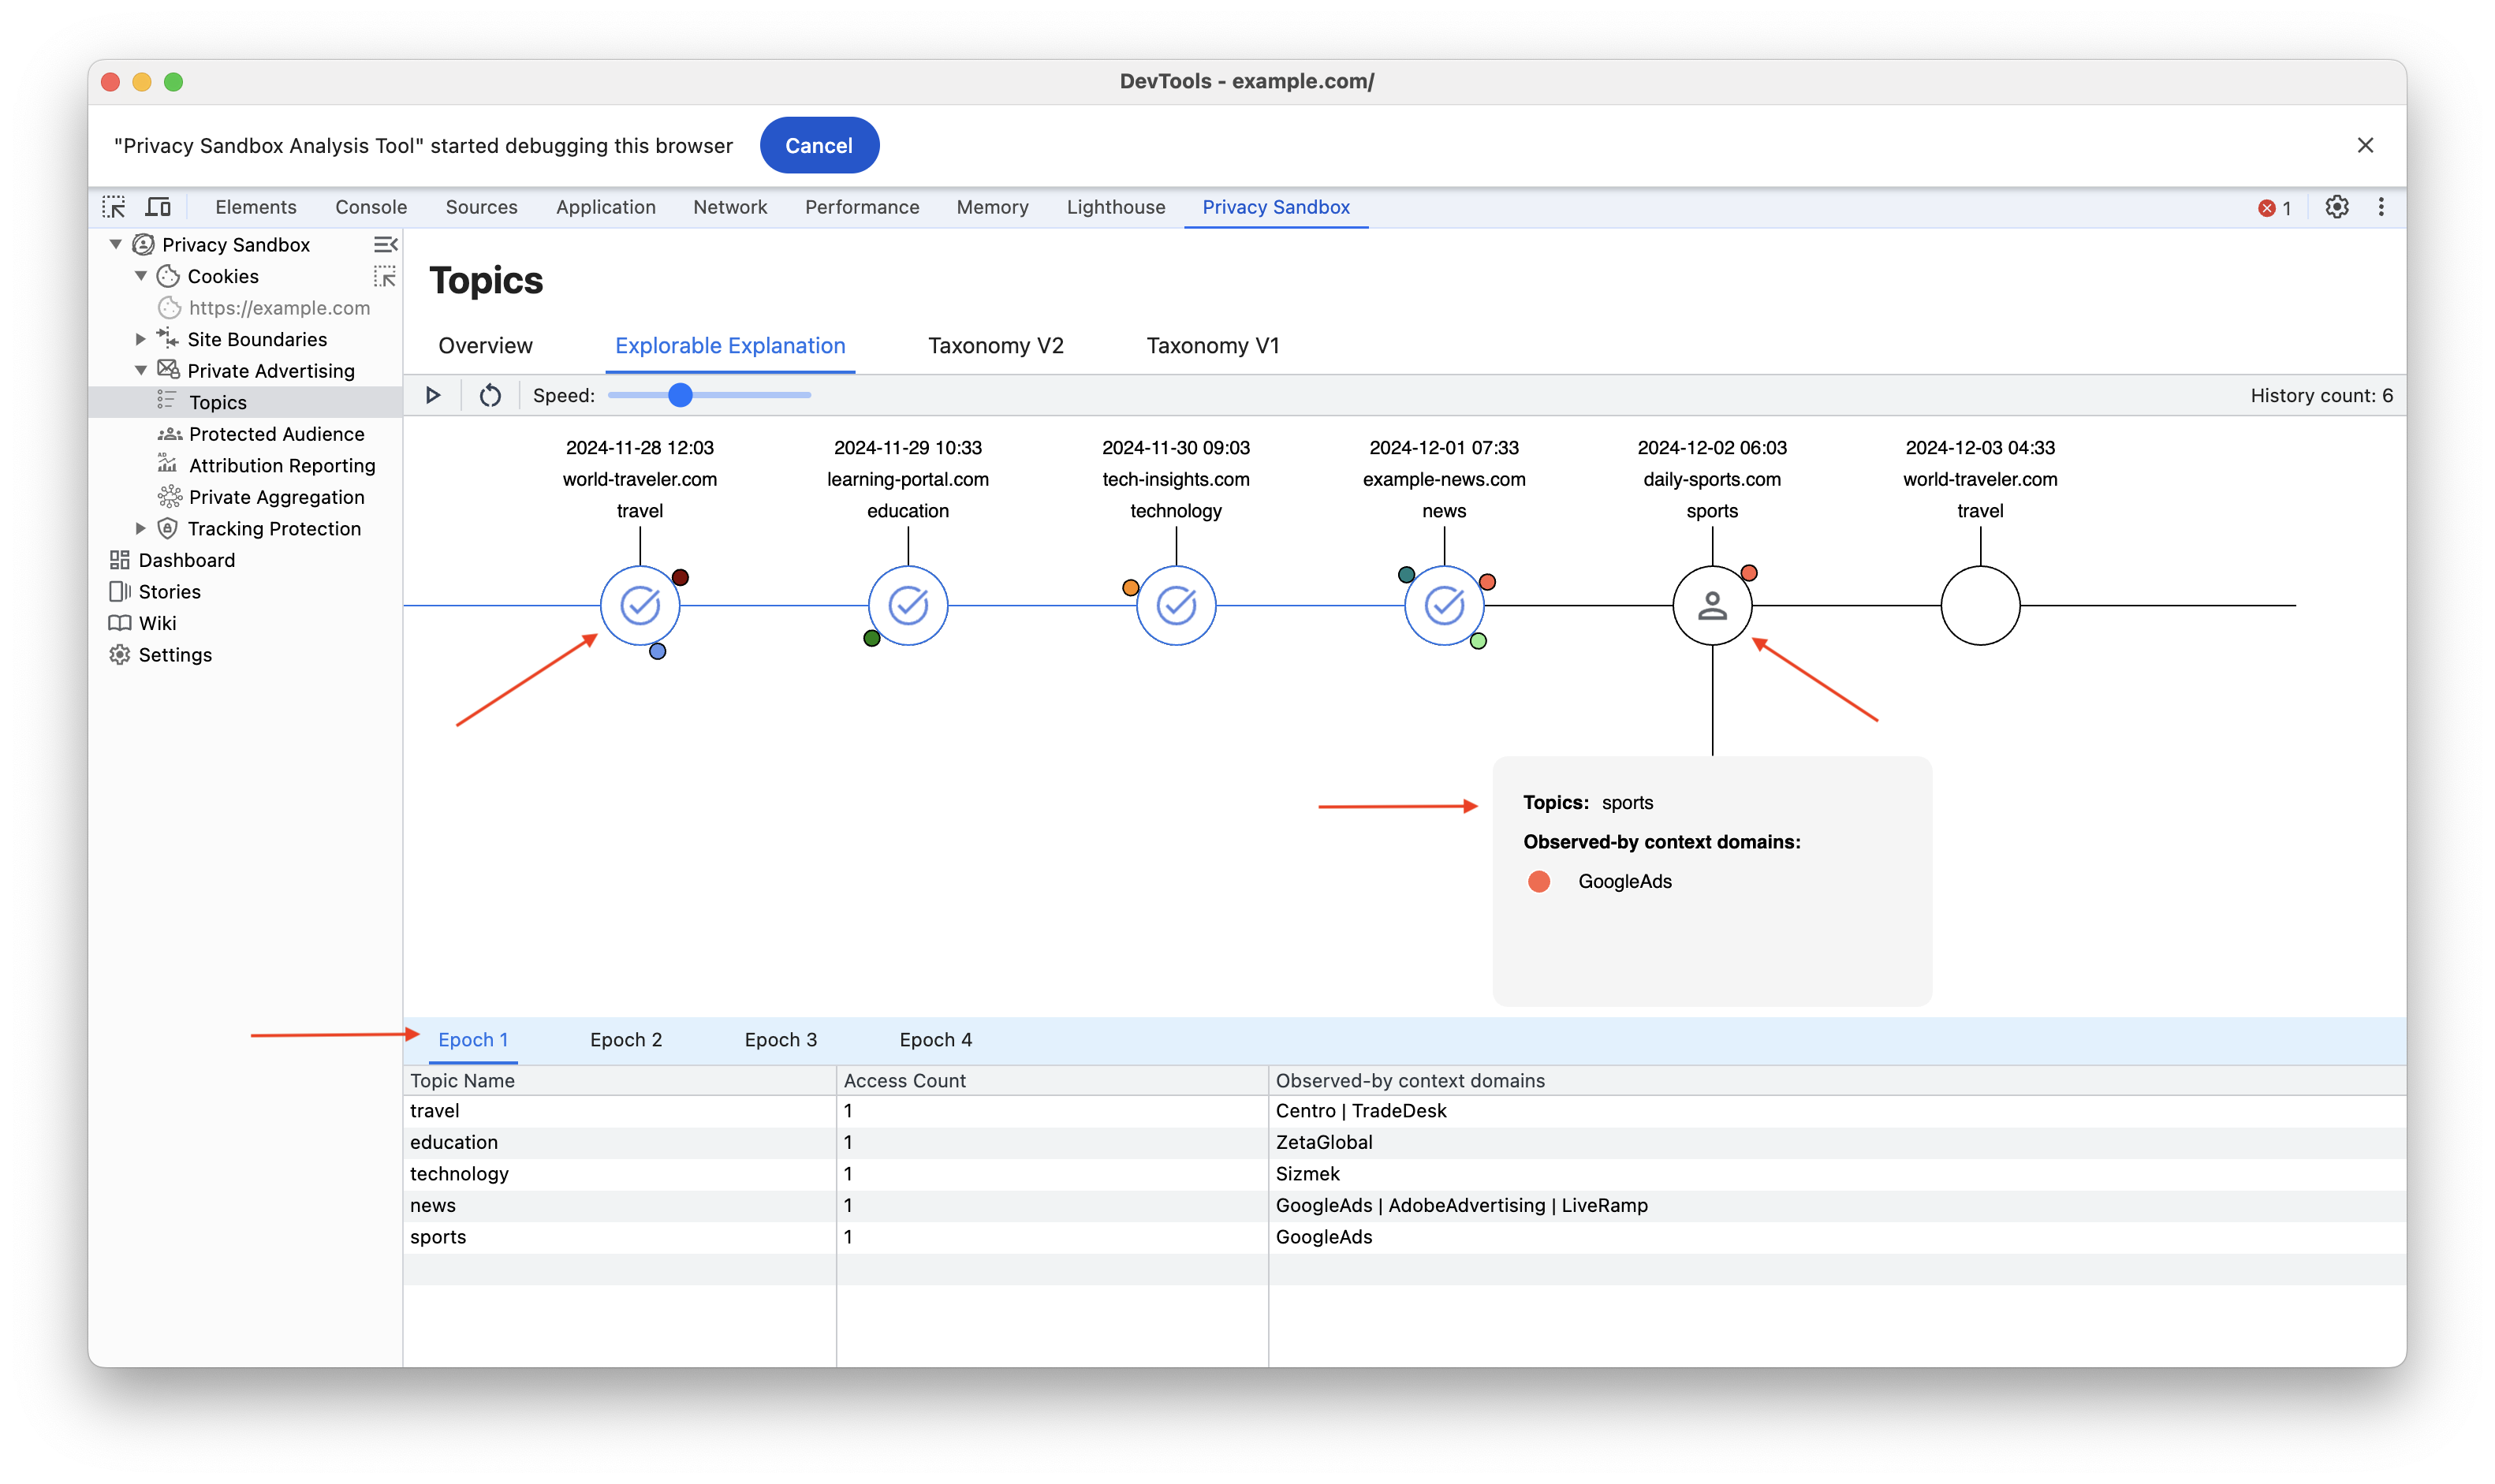 DevTools - example.com/
"Privacy Sandbox Analysis Tool" started debugging this browser Cancel
Elements Console Sources Application Network Performance Memory Lighthouse Privacy Sandbox 1
Privacy Sandbox
Cookies
https://example.com
Site Boundaries
Private Advertising
Topics
Protected Audience
Attribution Reporting
Private Aggregation
Tracking Protection
Dashboard
Stories
Wiki
Settings
Topics
Overview Explorable Explanation Taxonomy V2 Taxonomy V1
Speed: History count: 6
2024-11-28 12:03 2024-11-29 10:33 2024-11-30 09:03 2024-12-01 07:33 2024-12-02 06:03 2024-12-03 04:33
world-traveler.com learning-portal.com tech-insights.com example-news.com daily-sports.com world-traveler.com
travel education technology news sports travel
Topics: sports
Observed-by context domains:
GoogleAds
Epoch 1 Epoch 2 Epoch 3 Epoch 4
Topic Name Access Count Observed-by context domains
travel 1 Centro | TradeDesk
education 1 ZetaGlobal
technology 1 Sizmek
news 1 GoogleAds | AdobeAdvertising | LiveRamp
sports 1 GoogleAds